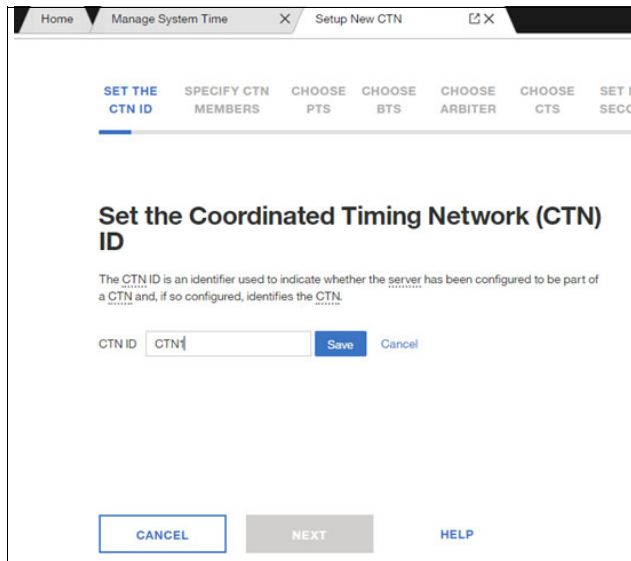 Home Manage System Time Setup New CTN
SET THE SPECIFY CTN CHOOSE CHOOSE CHOOSE CHOOSE SET
CTN ID MEMBERS PTS BTS ARBITER CTS
Set the Coordinated Timing Network (CTN)
ID
The CTN ID is an identifier used to indicate whether the server has been configured to be part of
a CTN and, if so configured, identifies the CTN.
CTN ID CTN1 Save Cancel
CANCEL NEXT HELP